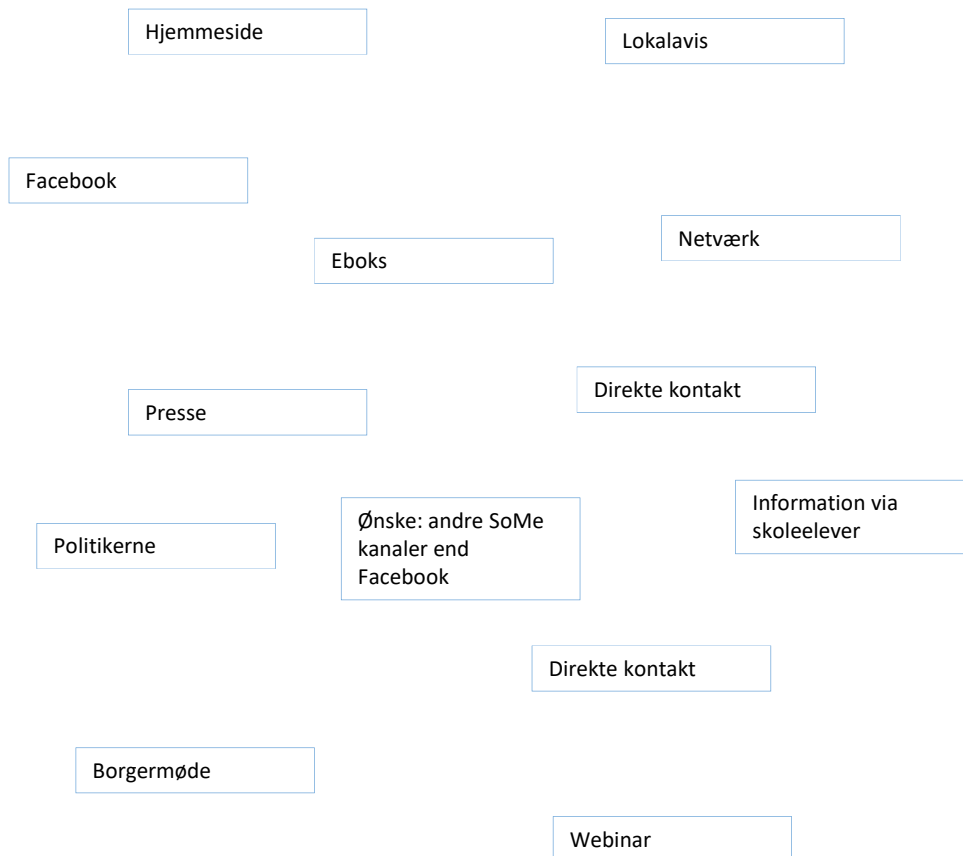 Hjemmeside
Lokalavis
Facebook
Netværk
Eboks
Direkte kontakt
Presse
Information via
skoleelever
Ønske: andre SoMe
kanaler end
Facebook
Politikerne
Direkte kontakt
Borgermøde
Webinar